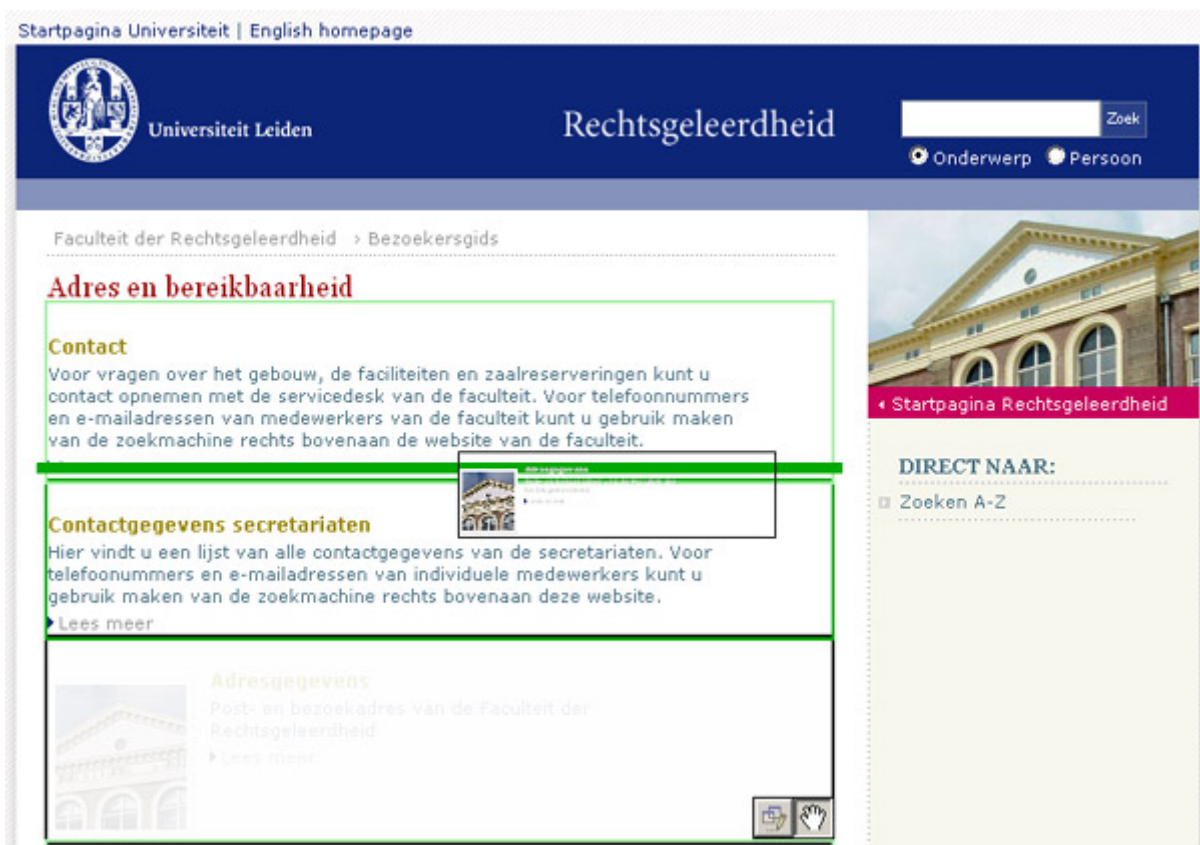 Startpagina Universiteit | English homepage
Universiteit Leiden
Rechtsgeleerdheid
Zoek
Onderwerp Persoon
Faculteit der Rechtsgeleerdheid > Bezoekersgids
Adres en bereikbaarheid
Contact
Voor vragen over het gebouw, de faciliteiten en zaalreserveringen kunt u
contact opnemen met de servicedesk van de faculteit. Voor telefoonnummers
en e-mailadressen van medewerkers van de faculteit kunt u gebruik maken
van de zoekmachine rechts bovenaan de website van de faculteit.
Adresgegevens
Contactgegevens secretariaten
Hier vindt u een lijst van alle contactgegevens van de secretariaten. Voor
telefoonummers en e-mailadressen van individuele medewerkers kunt u
gebruik maken van de zoekmachine rechts bovenaan deze website.
Lees meer
Adresgegevens
Post- en bezoekadres van de Faculteit der
Rechtsgeleerdheid
Lees meer
Startpagina Rechtsgeleerdheid
DIRECT NAAR:
Zoeken A-Z